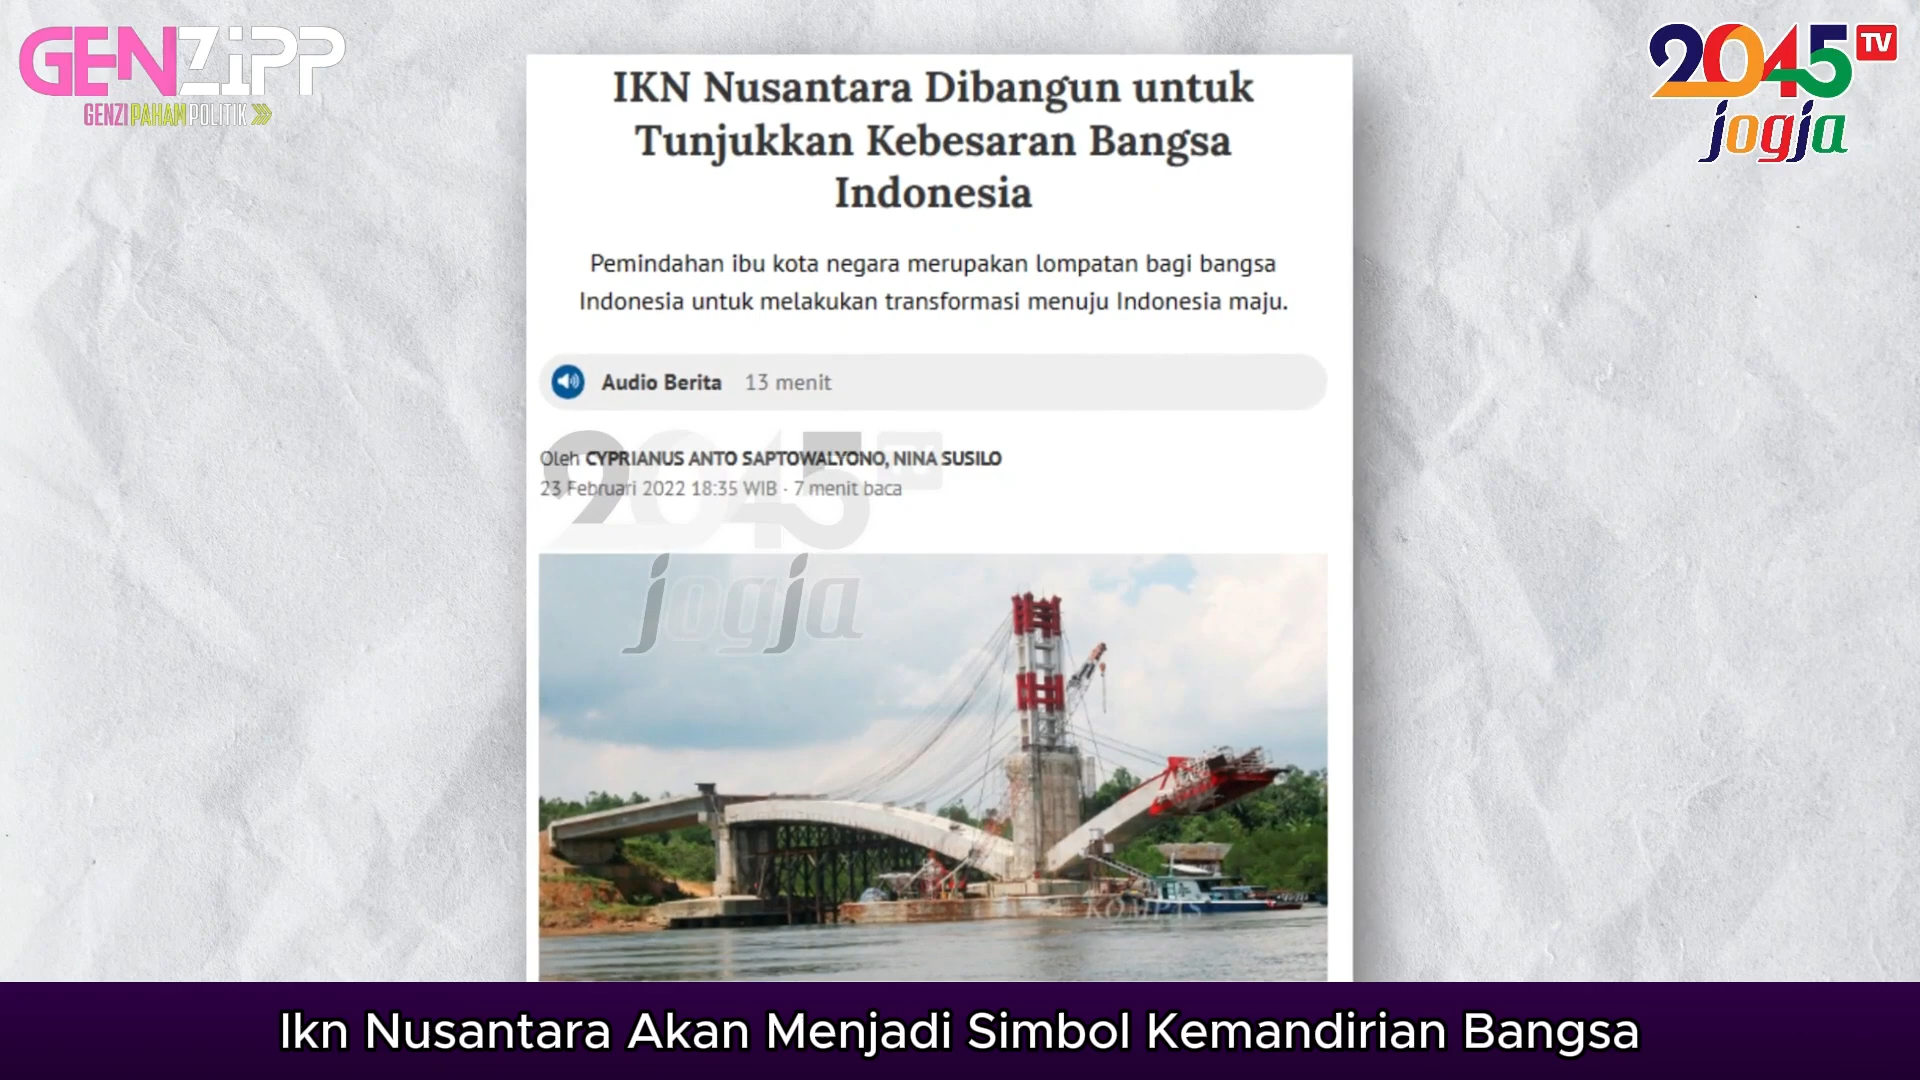 GENZIPP
GENZI PAHAM POLITIK
2045 TV
jogja
IKN Nusantara Dibangun untuk
Tunjukkan Kebesaran Bangsa
Indonesia
Pemindahan ibu kota negara merupakan lompatan bagi bangsa
Indonesia untuk melakukan transformasi menuju Indonesia maju.
Audio Berita 13 menit
Oleh CYPRIANUS ANTO SAPTOWALYONO, NINA SUSILO
23 Februari 2022 18:35 WIB · 7 menit baca
2045 TV
jogja
KOMPAS
Ikn Nusantara Akan Menjadi Simbol Kemandirian Bangsa